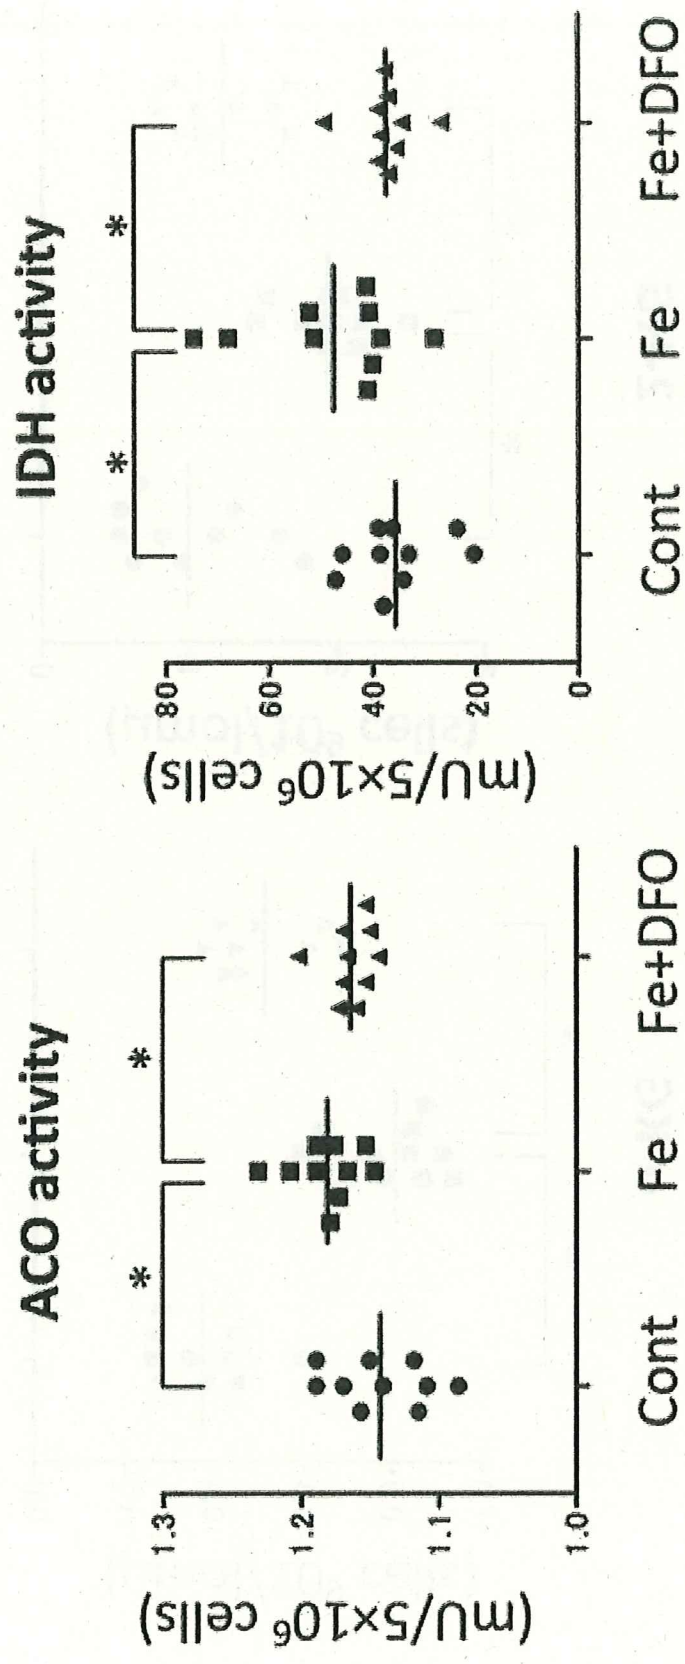 ACO activity
(mU/5×10⁶ cells)
1.3
1.2
1.1
1.0
*
*
Cont
Fe
Fe+DFO
IDH activity
(mU/5×10⁶ cells)
80
60
40
20
0
*
*
Cont
Fe
Fe+DFO